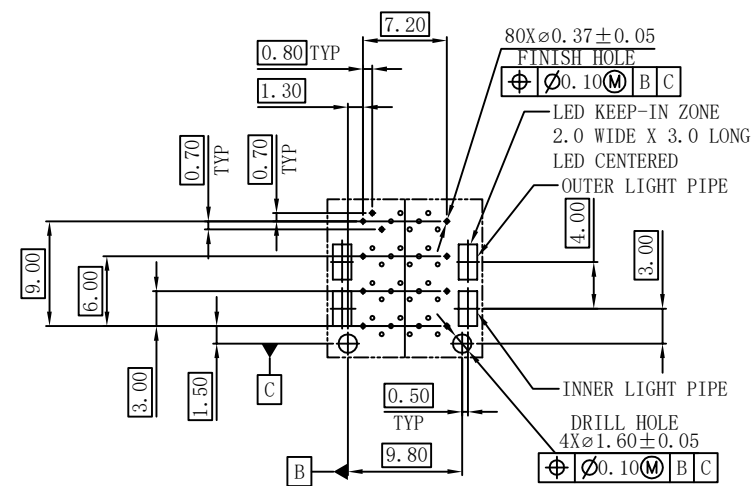 7.20
80X⌀0.37±0.05
FINISH HOLE
⌖ ⌀0.10Ⓜ B C
0.80 TYP
1.30
LED KEEP-IN ZONE
2.0 WIDE X 3.0 LONG
LED CENTERED
OUTER LIGHT PIPE
0.70
TYP
0.70
TYP
4.00
3.00
9.00
6.00
3.00
1.50
C
0.50
TYP
INNER LIGHT PIPE
DRILL HOLE
4X⌀1.60±0.05
⌖ ⌀0.10Ⓜ B C
9.80
B